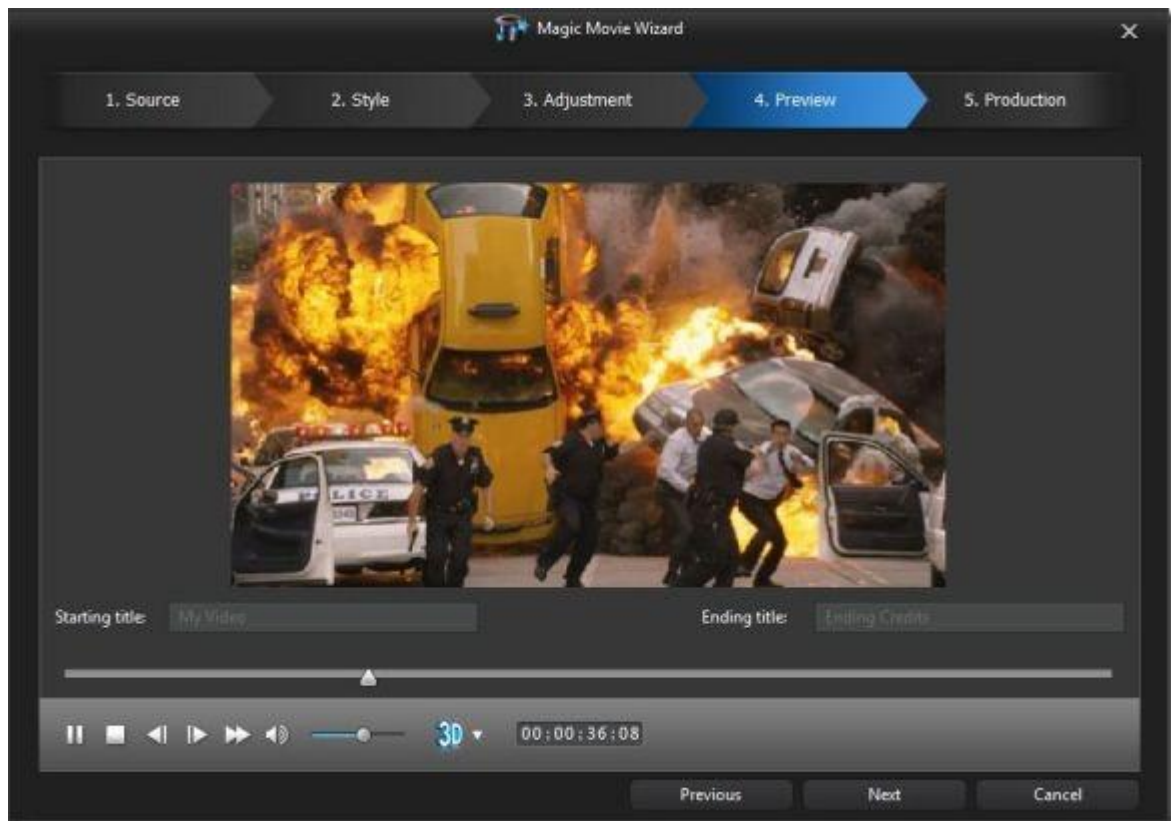 Magic Movie Wizard
1. Source
2. Style
3. Adjustment
4. Preview
5. Production
POLICE
Starting title:
My Video
Ending title:
Ending Credits
3D
00:00:36:08
Previous
Next
Cancel